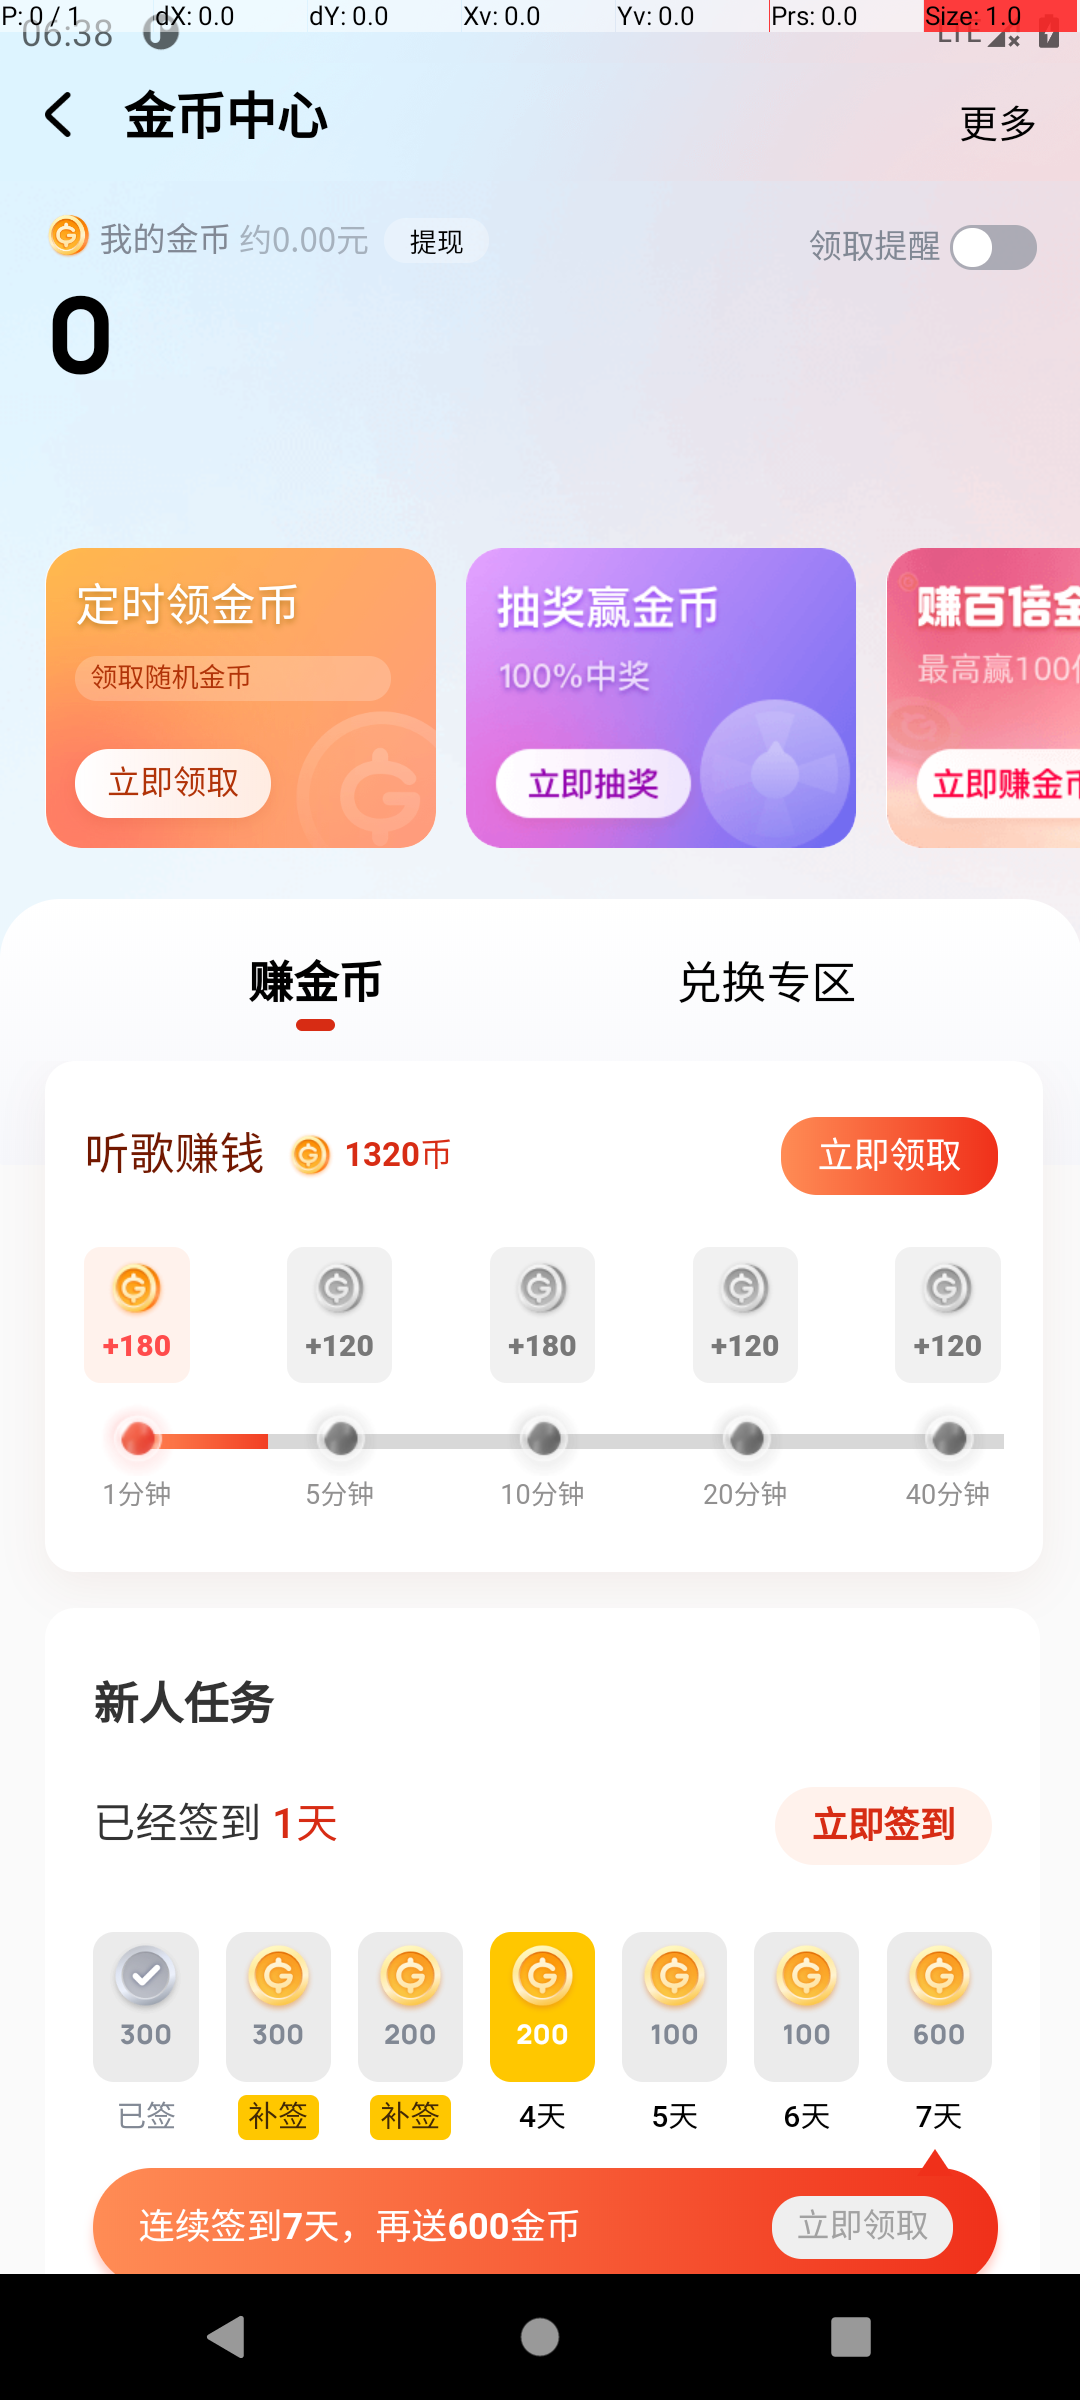 P: 0 / 1 dX: 0.0 dY: 0.0 Xv: 0.0 Yv: 0.0 Prs: 0.0 Size: 1.0
06:38 LTE
金币中心 更多
我的金币 约0.00元 提现 领取提醒
0
定时领金币 抽奖赢金币 赚百倍金
领取随机金币 100%中奖 最高赢100
立即领取 立即抽奖 立即赚金币
赚金币 兑换专区
听歌赚钱 1320币 立即领取
+180 +120 +180 +120 +120
1分钟 5分钟 10分钟 20分钟 40分钟
新人任务
已经签到 1天 立即签到
300 300 200 200 100 100 600
已签 补签 补签 4天 5天 6天 7天
连续签到7天，再送600金币 立即领取